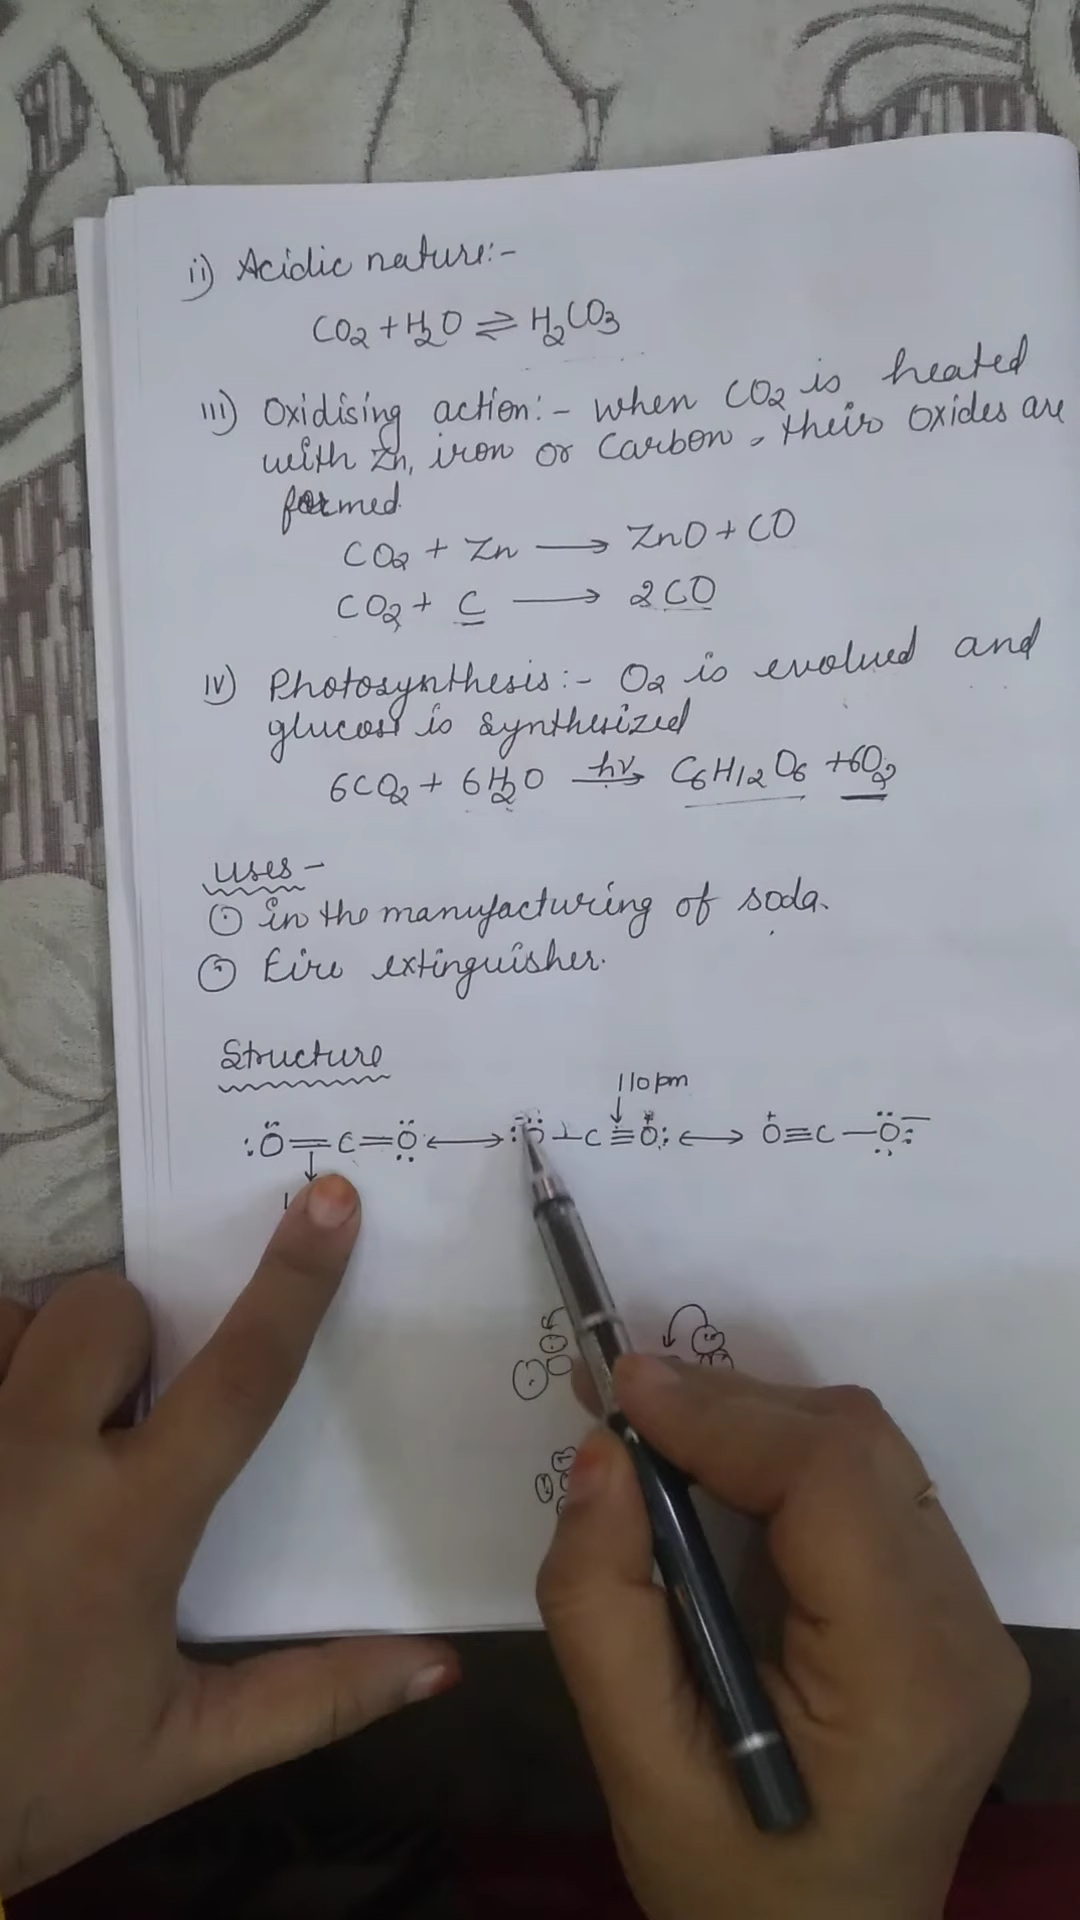 ii) Acidic nature:-
CO2 + H2O ⇌ H2CO3
iii) Oxidising action:- when CO2 is heated
with Zn, iron or Carbon, their oxides are
formed.
CO2 + Zn ⟶ ZnO + CO
CO2 + C ⟶ 2CO
iv) Photosynthesis:- O2 is evolved and
glucose is synthesized
6CO2 + 6H2O hν→ C6H12O6 + 6O2
Uses -
① in the manufacturing of soda.
② Fire extinguisher.
Structure
110pm
:Ö=C=Ö: ⟷ :Ö-C≡O: ⟷ O≡C-Ö: